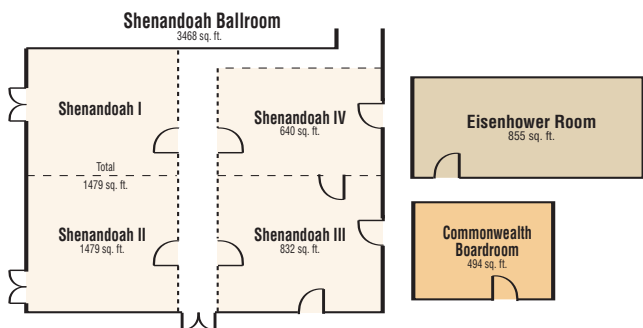 Shenandoah Ballroom
3468 sq. ft.
Shenandoah I
Shenandoah IV
640 sq. ft.
Eisenhower Room
855 sq. ft.
Total
1479 sq. ft.
Shenandoah II
1479 sq. ft.
Shenandoah III
832 sq. ft.
Commonwealth
Boardroom
494 sq. ft.